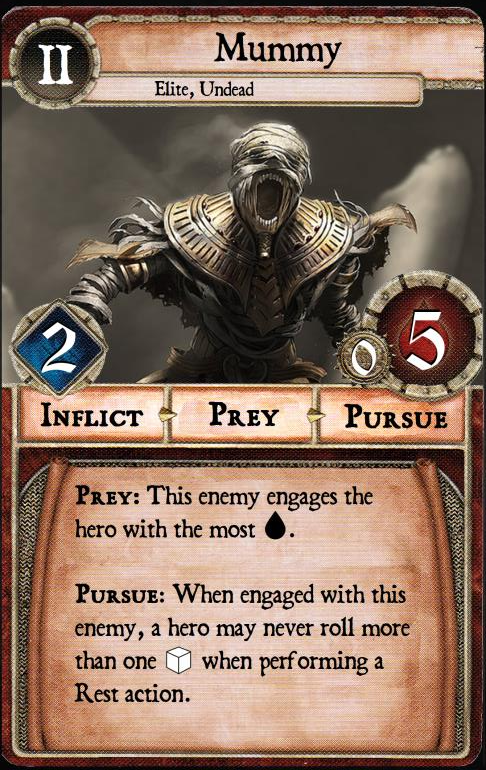 II
Mummy
Elite, Undead
2
0
5
INFLICT
PREY
PURSUE
PREY: This enemy engages the
hero with the most .
PURSUE: When engaged with this
enemy, a hero may never roll more
than one when performing a
Rest action.